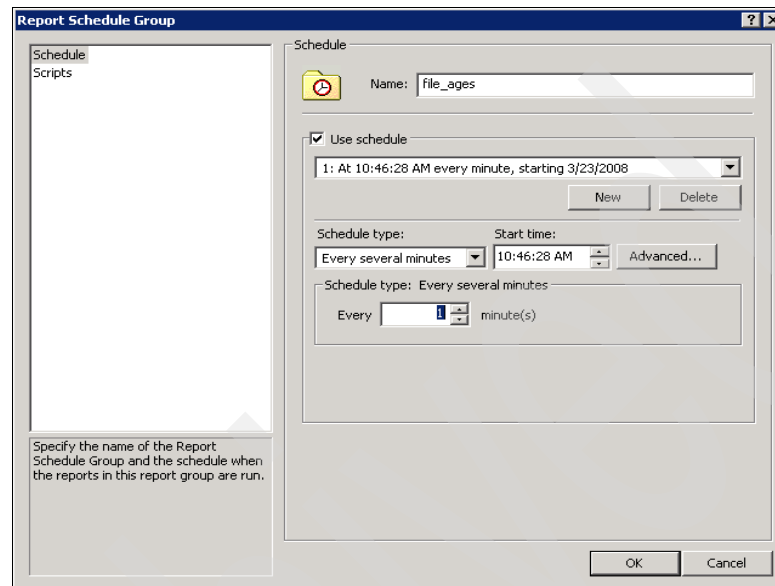 Report Schedule Group
Schedule
Scripts
Specify the name of the Report
Schedule Group and the schedule when
the reports in this report group are run.
Schedule
Name: file_ages
Use schedule
1: At 10:46:28 AM every minute, starting 3/23/2008
New Delete
Schedule type: Start time:
Every several minutes 10:46:28 AM Advanced...
Schedule type: Every several minutes
Every 1 minute(s)
OK Cancel